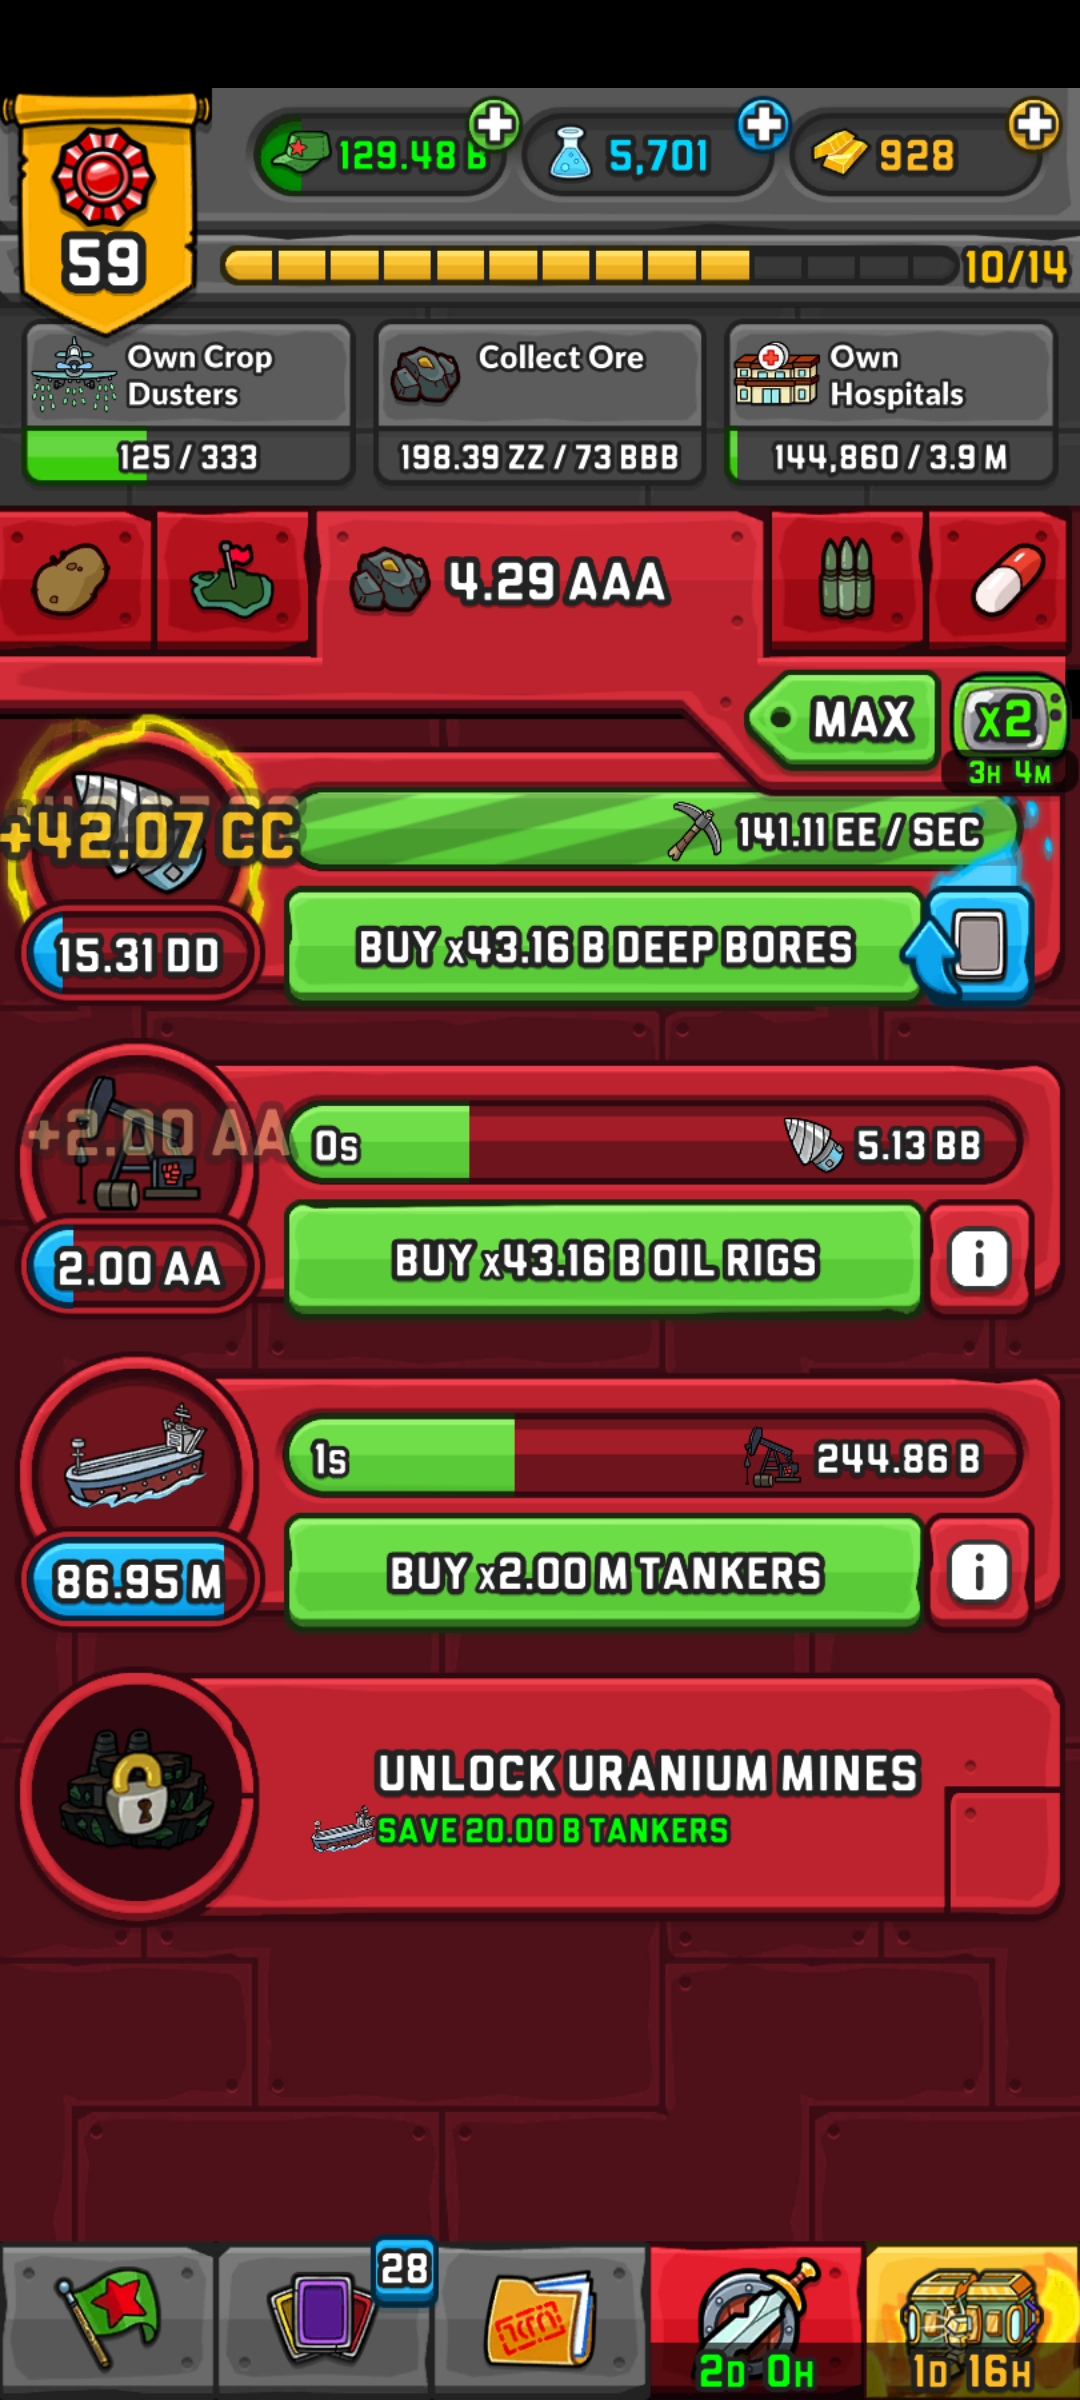 129.48 B
5,701
928
59
10/14
Own Crop
Dusters
125 / 333
Collect Ore
198.39 ZZ / 73 BBB
Own
Hospitals
144,860 / 3.9 M
4.29 AAA
MAX
x2
3H 4M
+42.07 CC
141.11 EE / SEC
15.31 DD
BUY x43.16 B DEEP BORES
+2.00 AA
0s
5.13 BB
2.00 AA
BUY x43.16 B OIL RIGS
i
1s
244.86 B
86.95 M
BUY x2.00 M TANKERS
i
UNLOCK URANIUM MINES
SAVE 20.00 B TANKERS
28
2D 0H
1D 16H